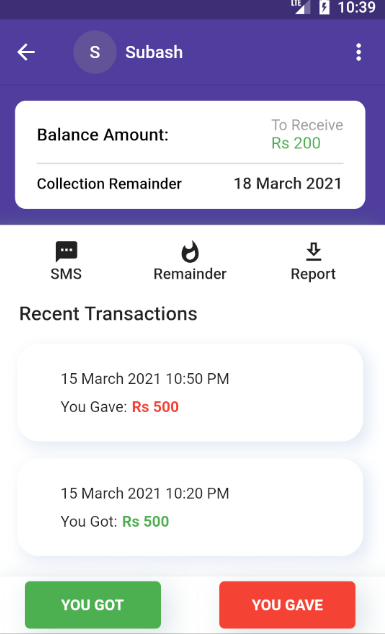 LTE 10:39
S Subash
Balance Amount: To Receive
Rs 200
Collection Remainder 18 March 2021
SMS Remainder Report
Recent Transactions
15 March 2021 10:50 PM
You Gave: Rs 500
15 March 2021 10:20 PM
You Got: Rs 500
YOU GOT YOU GAVE